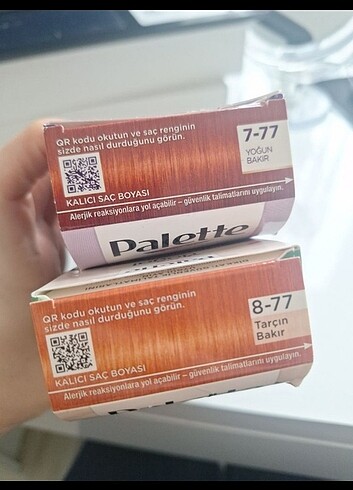 QR kodu okutun ve saç renginin
sizde nasıl durduğunu görün.
7-77
YOĞUN
BAKIR
KALICI SAÇ BOYASI
Alerjik reaksiyonlara yol açabilir – güvenlik talimatlarını uygulayın.
Palette
QR kodu okutun ve saç renginin
sizde nasıl durduğunu görün.
8-77
Tarçın
Bakır
KALICI SAÇ BOYASI
Alerjik reaksiyonlara yol açabilir – güvenlik talimatlarını uygulayın.